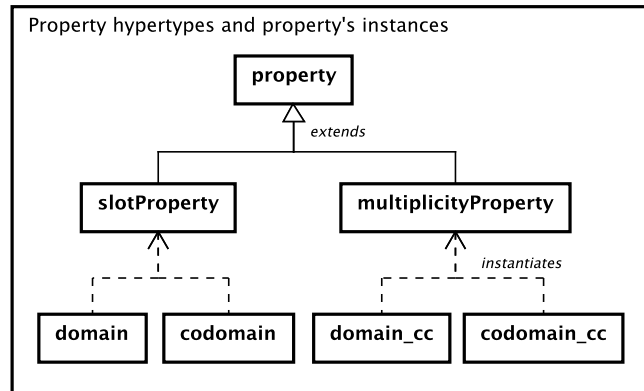 Property hypertypes and property's instances
property
extends
slotProperty
multiplicityProperty
instantiates
domain
codomain
domain_cc
codomain_cc